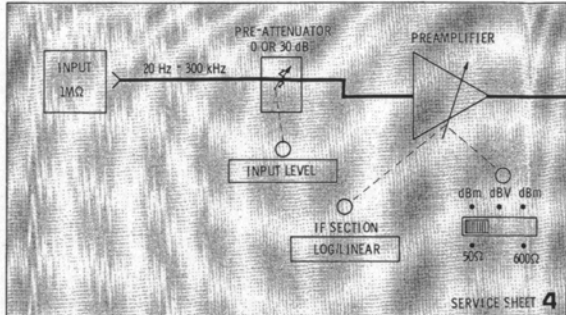 PRE-ATTENUATOR
0 OR 30 dB
PREAMPLIFIER
INPUT
1MΩ
20 Hz - 300 kHz
INPUT LEVEL
IF SECTION
LOG/LINEAR
dBm dBV dBm
50Ω 600Ω
SERVICE SHEET 4